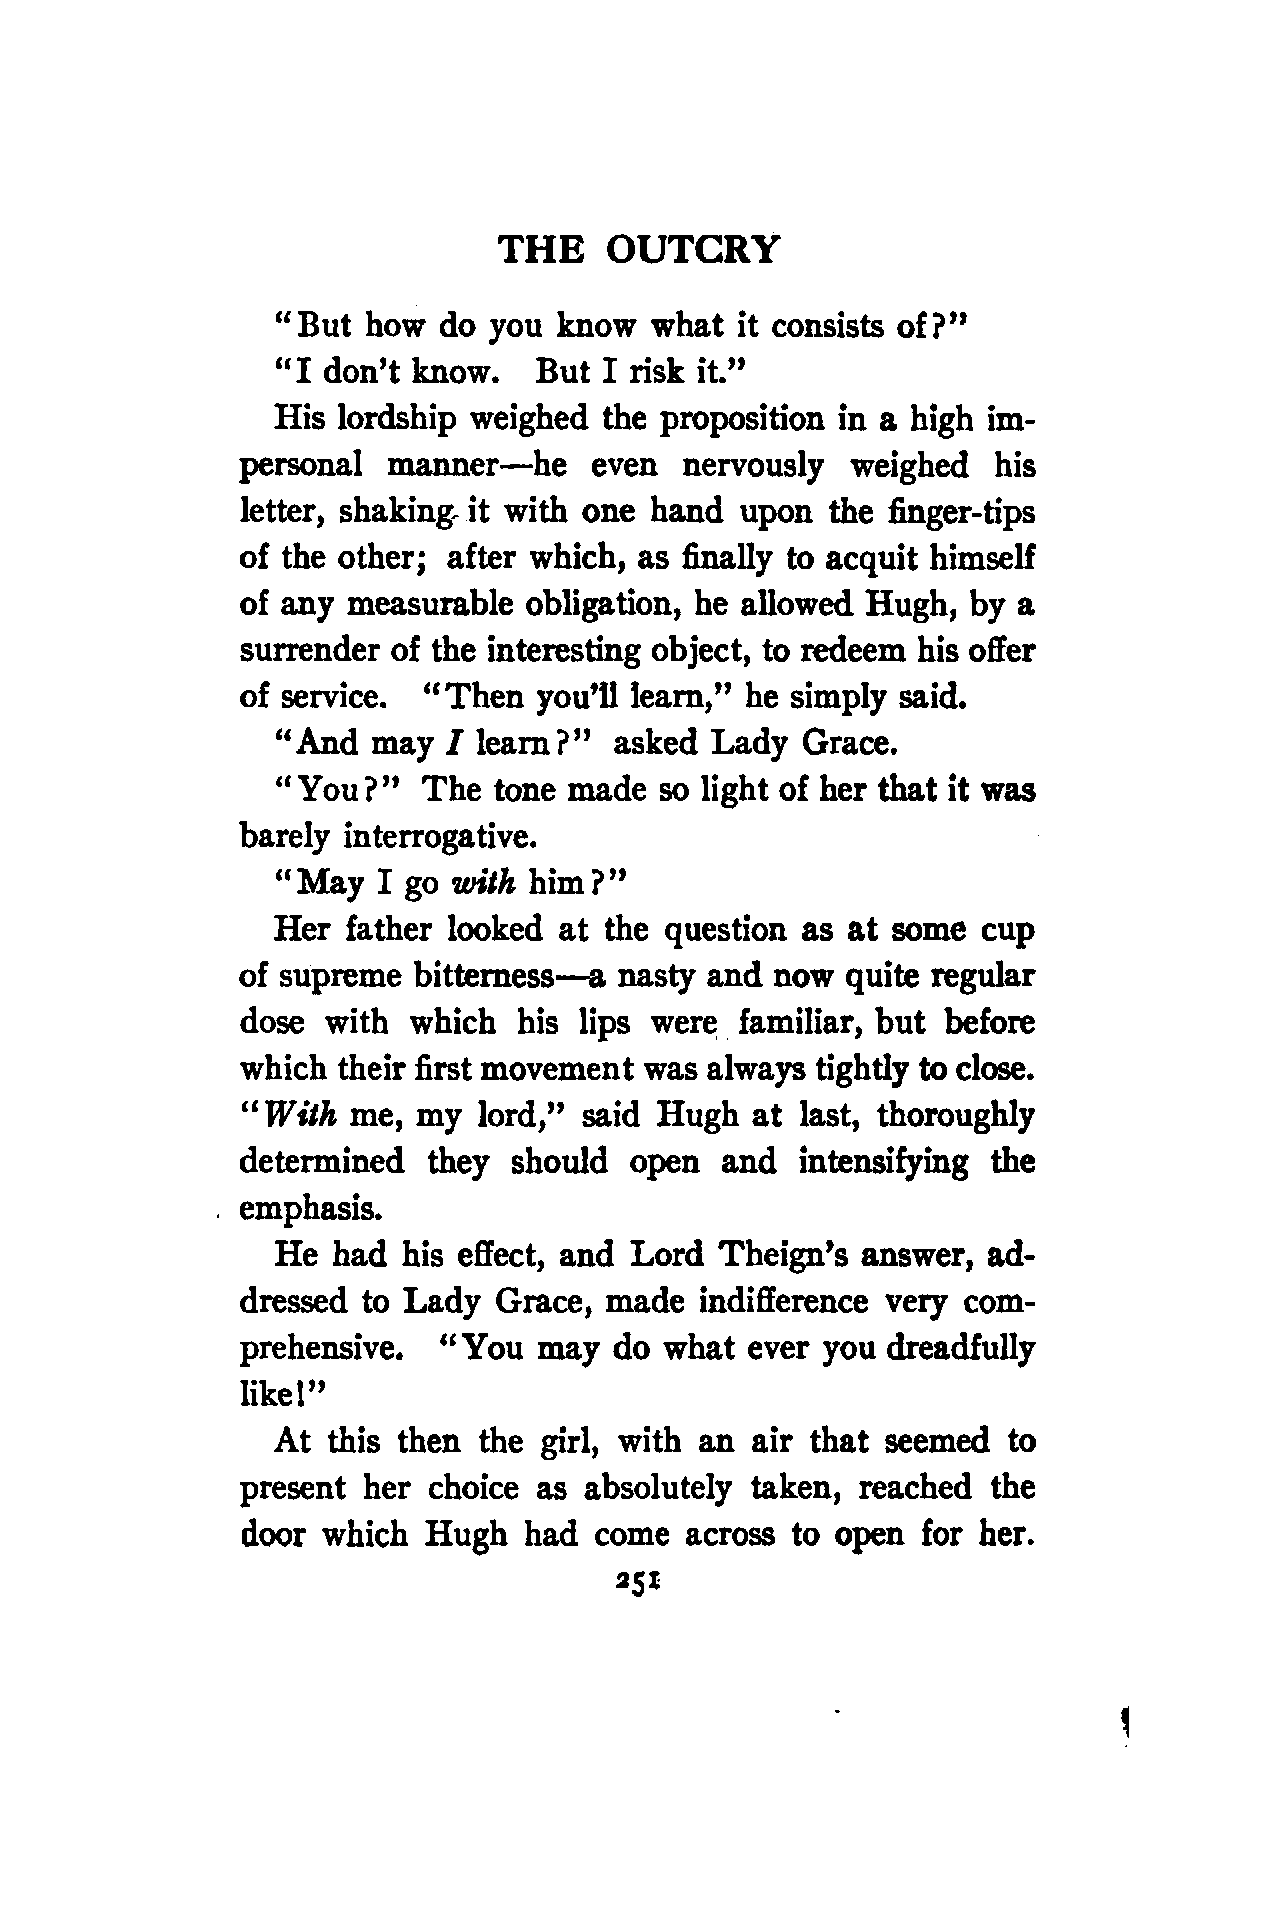 THE OUTCRY
“But how do you know what it consists of?”
“I don’t know. But I risk it.”
His lordship weighed the proposition in a high im-
personal manner—he even nervously weighed his
letter, shaking it with one hand upon the finger-tips
of the other; after which, as finally to acquit himself
of any measurable obligation, he allowed Hugh, by a
surrender of the interesting object, to redeem his offer
of service. “Then you’ll learn,” he simply said.
“And may I learn?” asked Lady Grace.
“You?” The tone made so light of her that it was
barely interrogative.
“May I go with him?”
Her father looked at the question as at some cup
of supreme bitterness—a nasty and now quite regular
dose with which his lips were familiar, but before
which their first movement was always tightly to close.
“With me, my lord,” said Hugh at last, thoroughly
determined they should open and intensifying the
emphasis.
He had his effect, and Lord Theign’s answer, ad-
dressed to Lady Grace, made indifference very com-
prehensive. “You may do what ever you dreadfully
like!”
At this then the girl, with an air that seemed to
present her choice as absolutely taken, reached the
door which Hugh had come across to open for her.
251